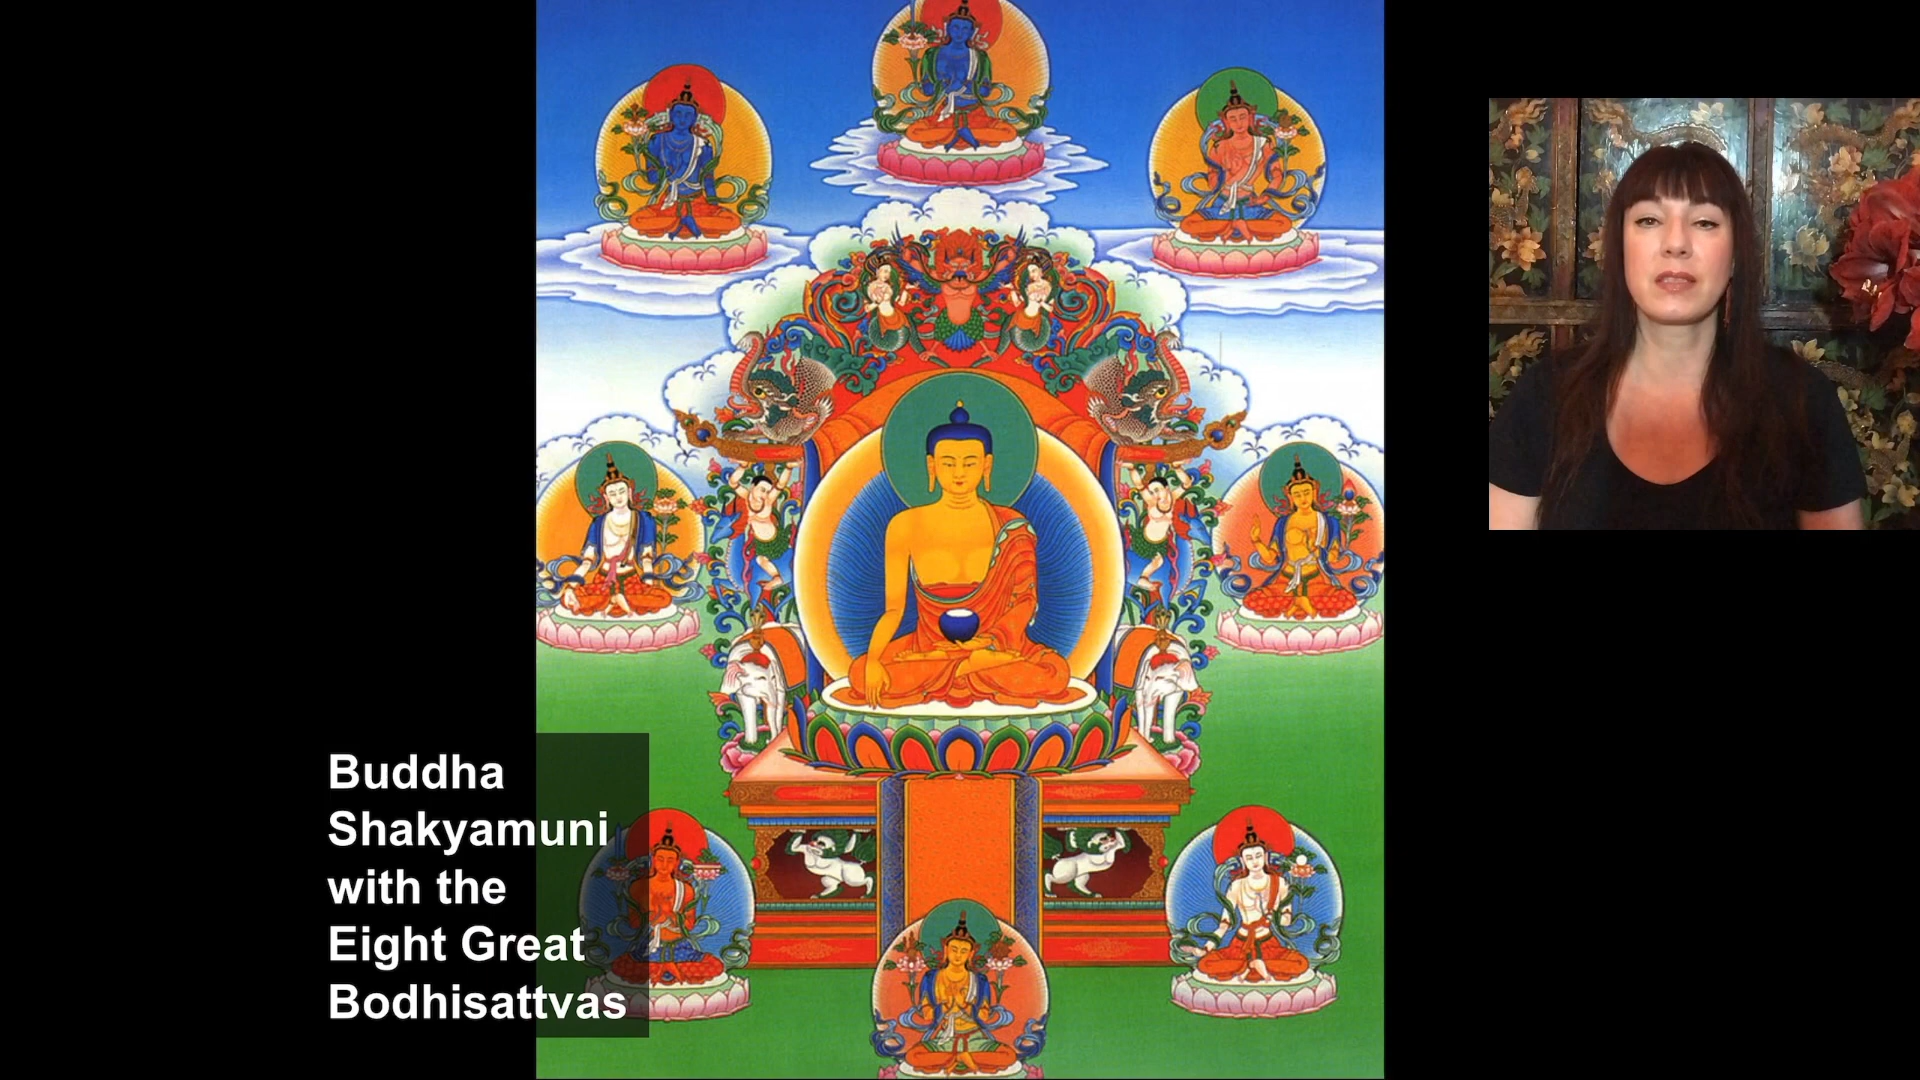 Buddha
Shakyamuni
with the
Eight Great
Bodhisattvas